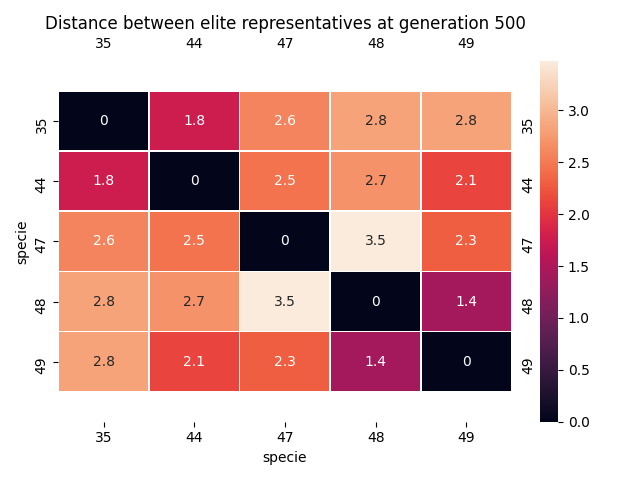 Distance between elite representatives at generation 500
35 44 47 48 49
35 0 1.8 2.6 2.8 2.8 35
44 1.8 0 2.5 2.7 2.1 44
specie
47 2.6 2.5 0 3.5 2.3 47
48 2.8 2.7 3.5 0 1.4 48
49 2.8 2.1 2.3 1.4 0 49
35 44 47 48 49
specie
3.0
2.5
2.0
1.5
1.0
0.5
0.0